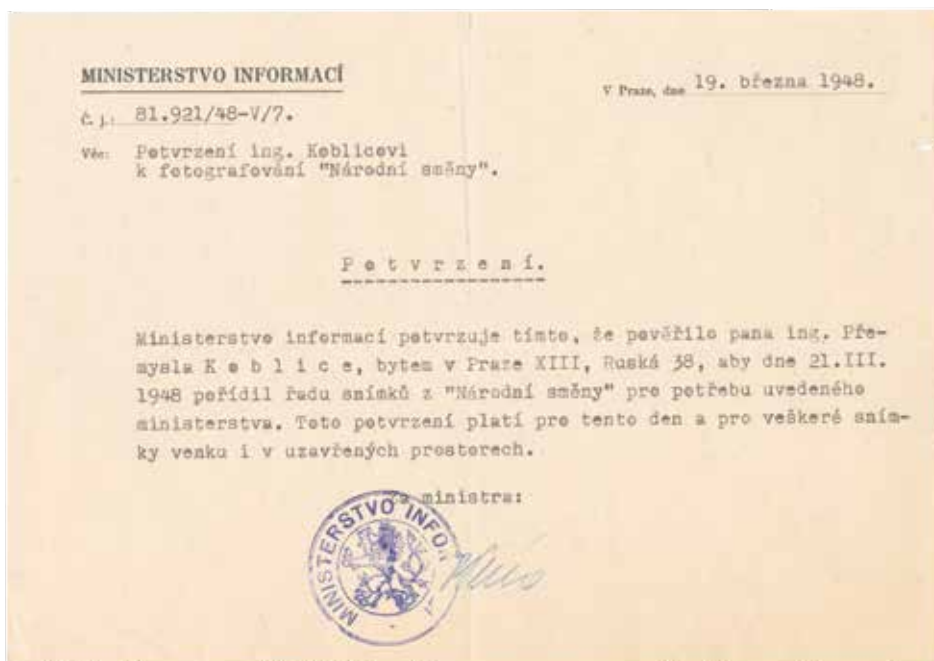 MINISTERSTVO INFORMACÍ
V Praze, dne 19. března 1948.
Č. j.: 81.921/48-V/7.
Věc: Potvrzení ing. Koblicovi
k fotografování "Národní směny".
P o t v r z e n í.
Ministerstvo informací potvrzuje tímto, že pověřilo pana ing. Pře-
mysla K o b l i c e, bytem v Praze XIII, Ruská 38, aby dne 21.III.
1948 pořídil řadu snímků z "Národní směny" pro potřebu uvedeného
ministerstva. Toto potvrzení platí pro tento den a pro veškeré sním-
ky venku i v uzavřených prostorech.
Za ministra:
MINISTERSTVO INFOR